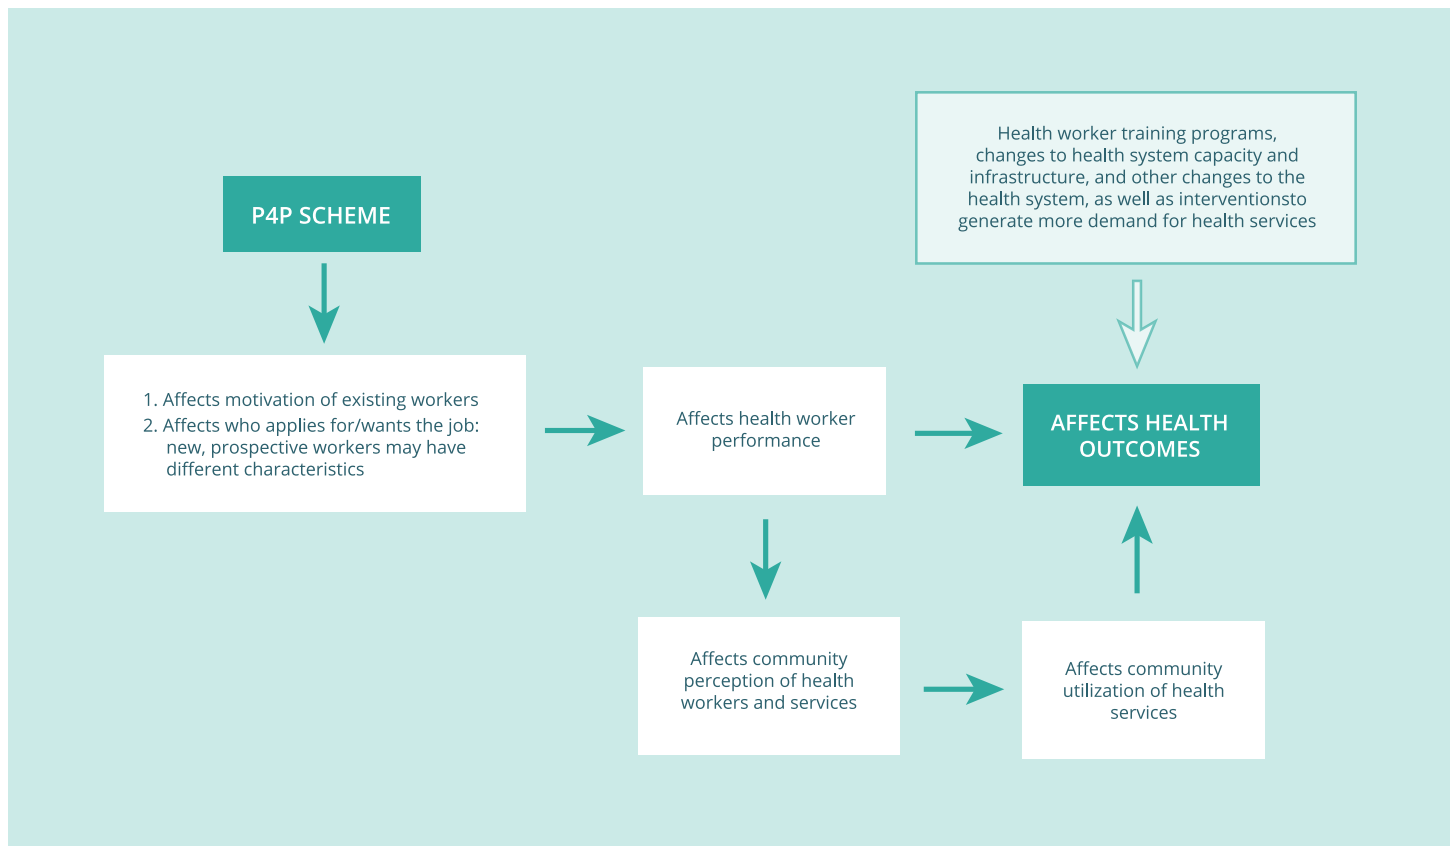 P4P SCHEME
1. Affects motivation of existing workers
2. Affects who applies for/wants the job:
new, prospective workers may have
different characteristics
Affects health worker
performance
Affects community
perception of health
workers and services
Affects community
utilization of health
services
Health worker training programs,
changes to health system capacity and
infrastructure, and other changes to the
health system, as well as interventionsto
generate more demand for health services
AFFECTS HEALTH
OUTCOMES